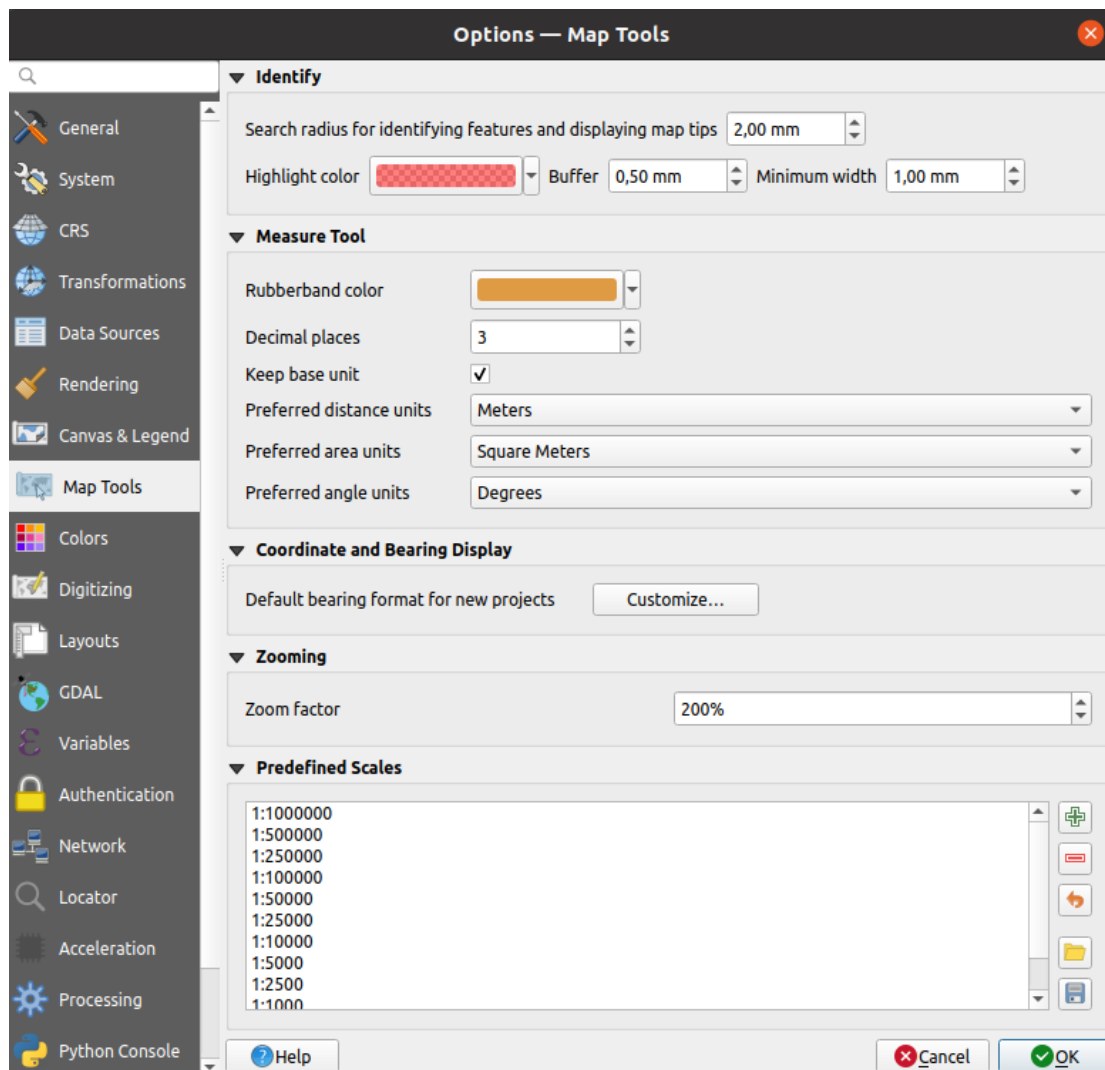 Options — Map Tools
General
System
CRS
Transformations
Data Sources
Rendering
Canvas & Legend
Map Tools
Colors
Digitizing
Layouts
GDAL
Variables
Authentication
Network
Locator
Acceleration
Processing
Python Console
Identify
Search radius for identifying features and displaying map tips 2,00 mm
Highlight color Buffer 0,50 mm Minimum width 1,00 mm
Measure Tool
Rubberband color
Decimal places 3
Keep base unit
Preferred distance units Meters
Preferred area units Square Meters
Preferred angle units Degrees
Coordinate and Bearing Display
Default bearing format for new projects Customize...
Zooming
Zoom factor 200%
Predefined Scales
1:1000000
1:500000
1:250000
1:100000
1:50000
1:25000
1:10000
1:5000
1:2500
1:1000
Help Cancel OK